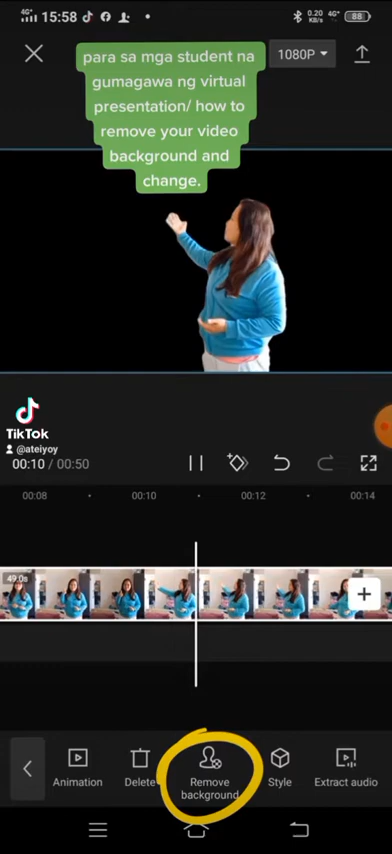 4G+ 15:58
0.20 KB/s 4G+ 88
1080P
para sa mga student na
gumagawa ng virtual
presentation/ how to
remove your video
background and
change.
TikTok
@ateiyoy
00:10 / 00:50
00:08 00:10 00:12 00:14
49.0s
Animation
Delete
Remove
background
Style
Extract audio